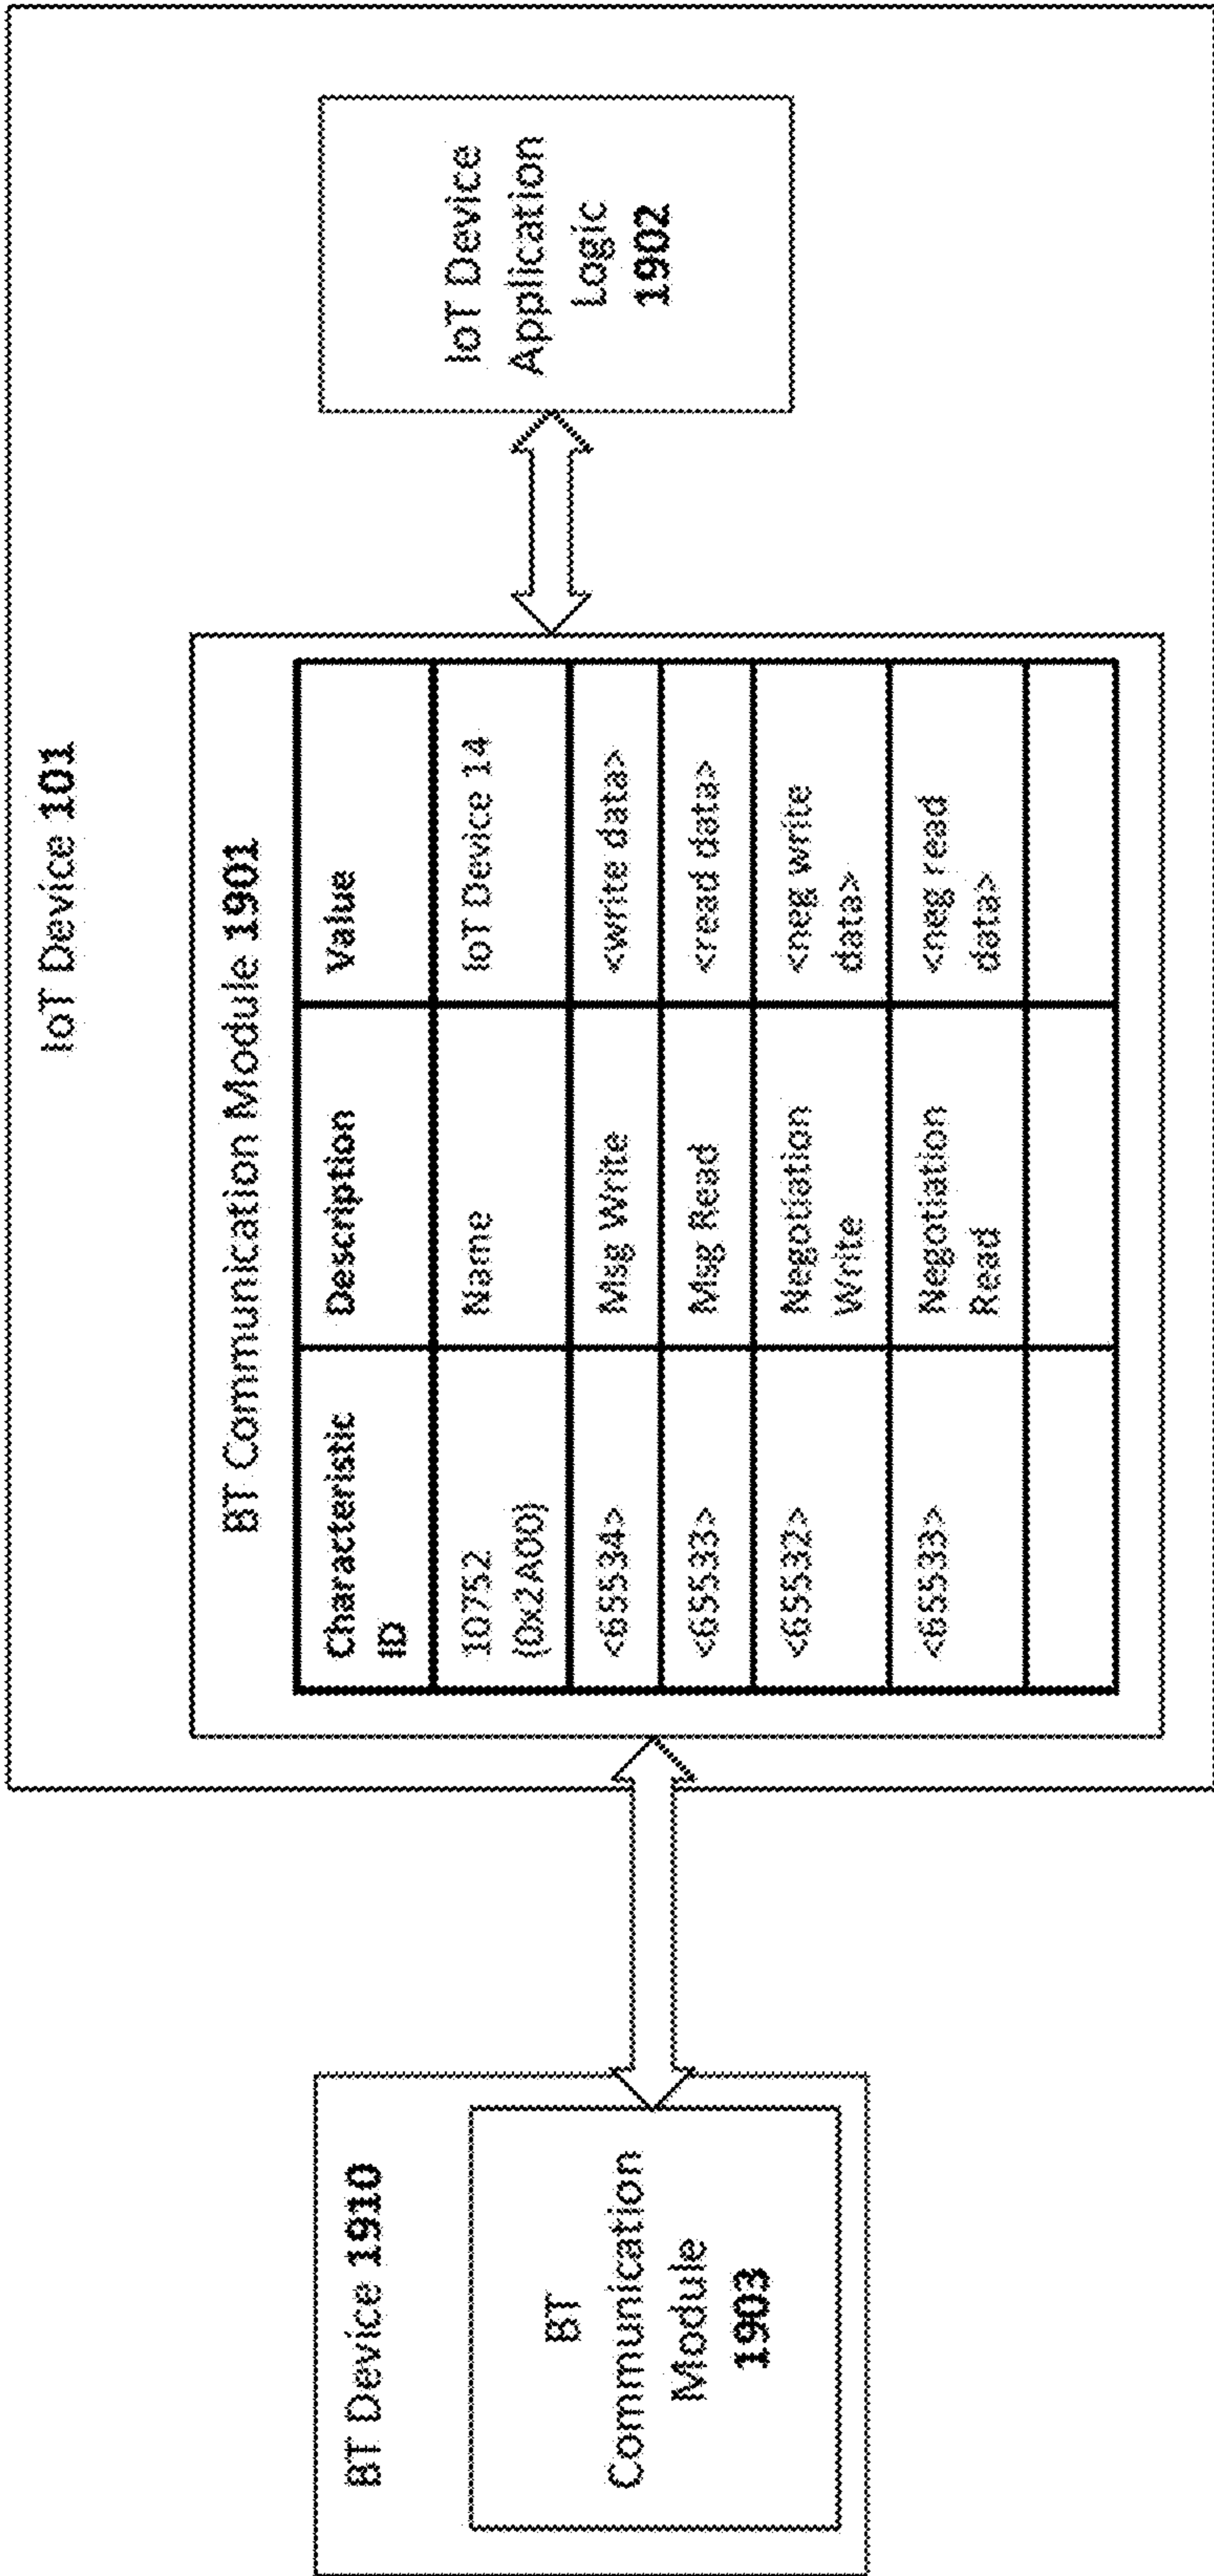 IoT Device 101
BT Device 1910
BT
Communication
Module
1903
BT Communication Module 1901
Characteristic
ID
Description
Value
10752
(0x2A00)
Name
IoT Device 14
<65534>
Msg Write
<write data>
<65533>
Msg Read
<read data>
<65532>
Negotiation
Write
<neg write
data>
<65533>
Negotiation
Read
<neg read
data>
IoT Device
Application
Logic
1902